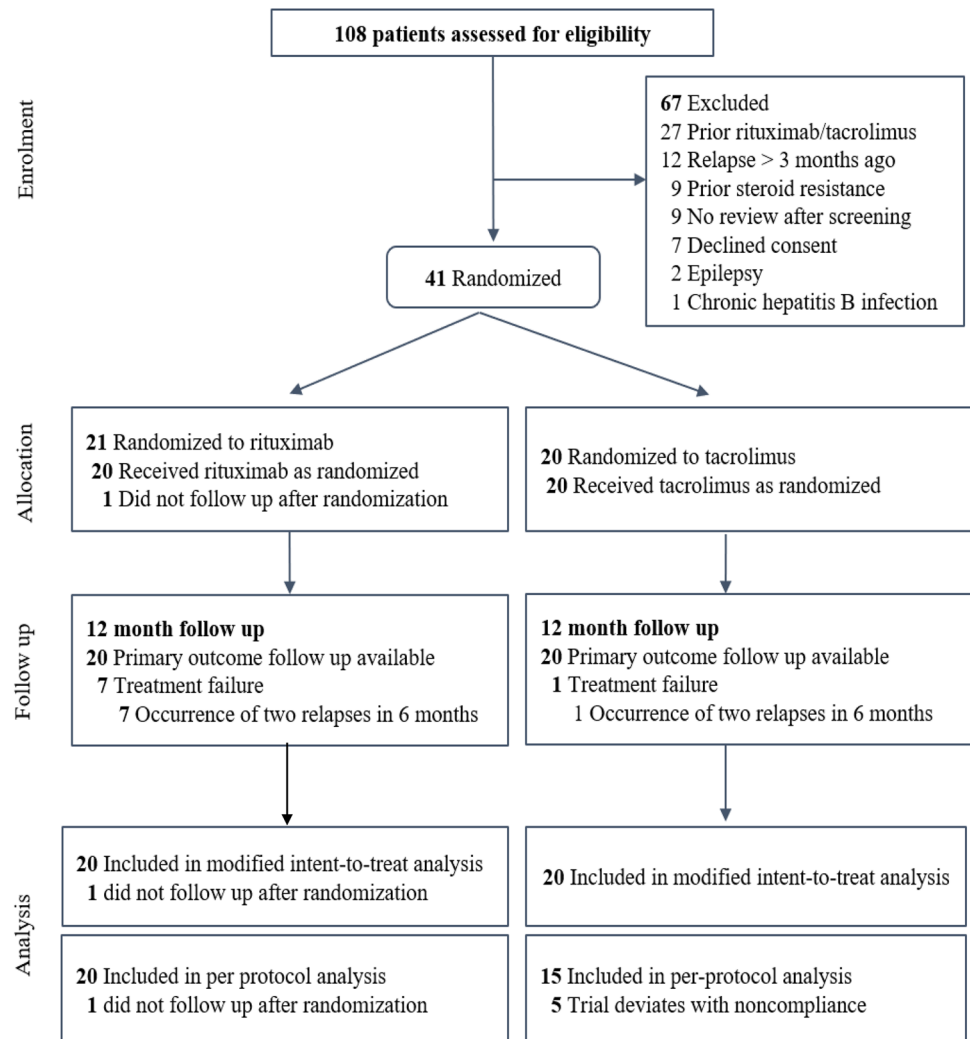 108 patients assessed for eligibility
Enrolment
67 Excluded
27 Prior rituximab/tacrolimus
12 Relapse > 3 months ago
9 Prior steroid resistance
9 No review after screening
7 Declined consent
2 Epilepsy
1 Chronic hepatitis B infection
41 Randomized
Allocation
21 Randomized to rituximab
20 Received rituximab as randomized
1 Did not follow up after randomization
20 Randomized to tacrolimus
20 Received tacrolimus as randomized
Follow up
12 month follow up
20 Primary outcome follow up available
7 Treatment failure
7 Occurrence of two relapses in 6 months
12 month follow up
20 Primary outcome follow up available
1 Treatment failure
1 Occurrence of two relapses in 6 months
Analysis
20 Included in modified intent-to-treat analysis
1 did not follow up after randomization
20 Included in modified intent-to-treat analysis
20 Included in per protocol analysis
1 did not follow up after randomization
15 Included in per-protocol analysis
5 Trial deviates with noncompliance